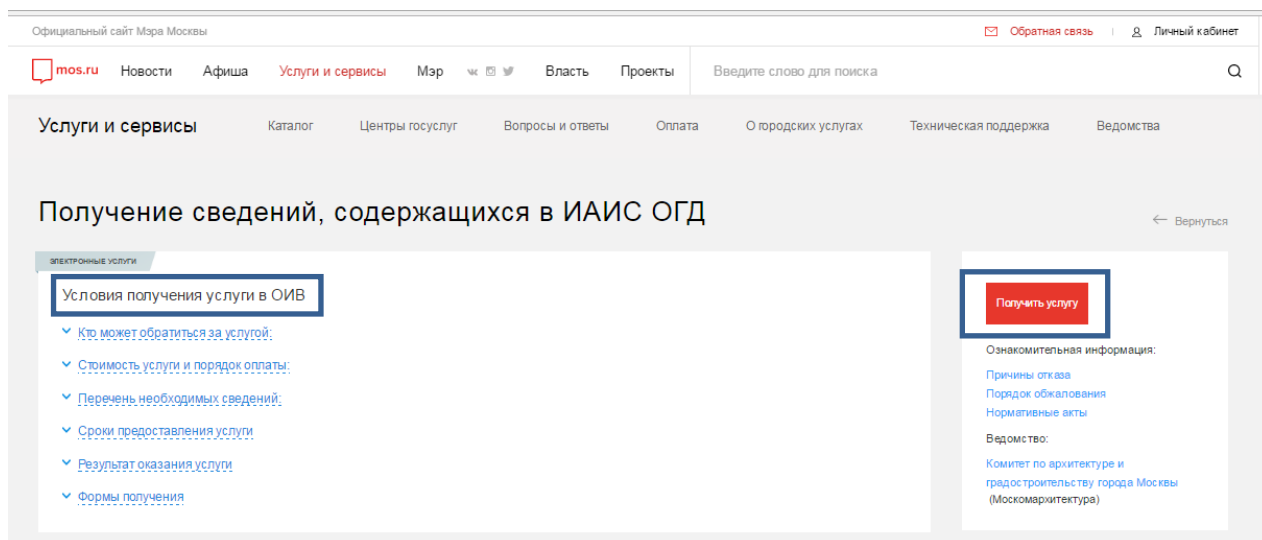 Официальный сайт Мэра Москвы
Обратная связь
Личный кабинет
mos.ru Новости Афиша Услуги и сервисы Мэр Власть Проекты Введите слово для поиска
Услуги и сервисы Каталог Центры госуслуг Вопросы и ответы Оплата О городских услугах Техническая поддержка Ведомства
Получение сведений, содержащихся в ИАИС ОГД
Вернуться
ЭЛЕКТРОННЫЕ УСЛУГИ
Условия получения услуги в ОИВ
Кто может обратиться за услугой:
Стоимость услуги и порядок оплаты:
Перечень необходимых сведений:
Сроки предоставления услуги
Результат оказания услуги
Формы получения
Получить услугу
Ознакомительная информация:
Причины отказа
Порядок обжалования
Нормативные акты
Ведомство:
Комитет по архитектуре и
градостроительству города Москвы
(Москомархитектура)